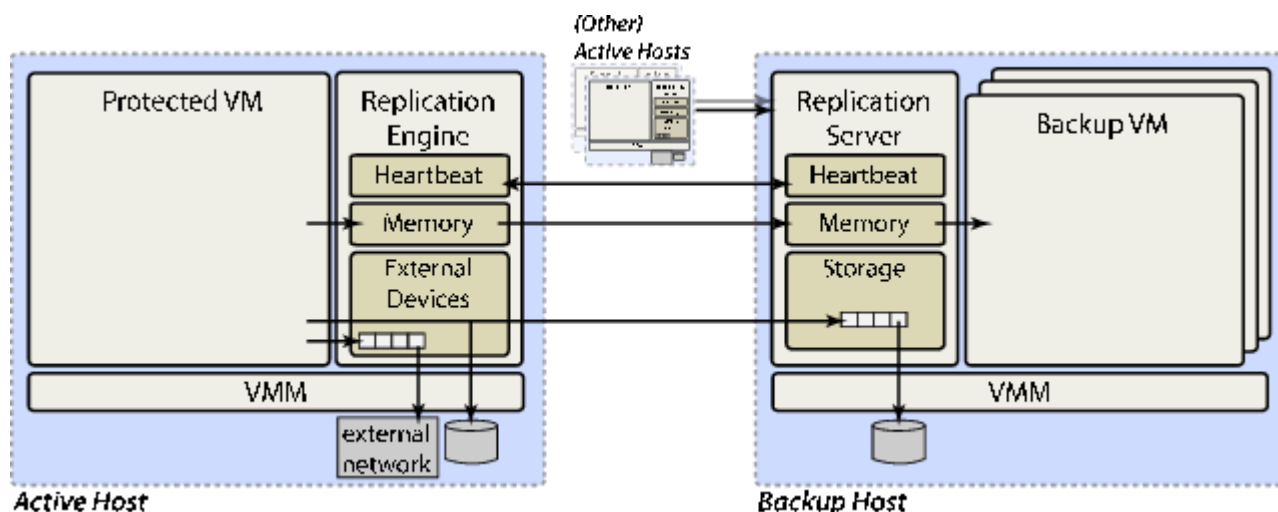 (Other)
Active Hosts
Protected VM
Replication
Engine
Heartbeat
Memory
External
Devices
VMM
external
network
Active Host
Replication
Server
Heartbeat
Memory
Storage
Backup VM
VMM
Backup Host